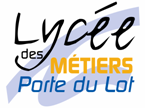 Lycée
des MÉTIERS
Porte du Lot